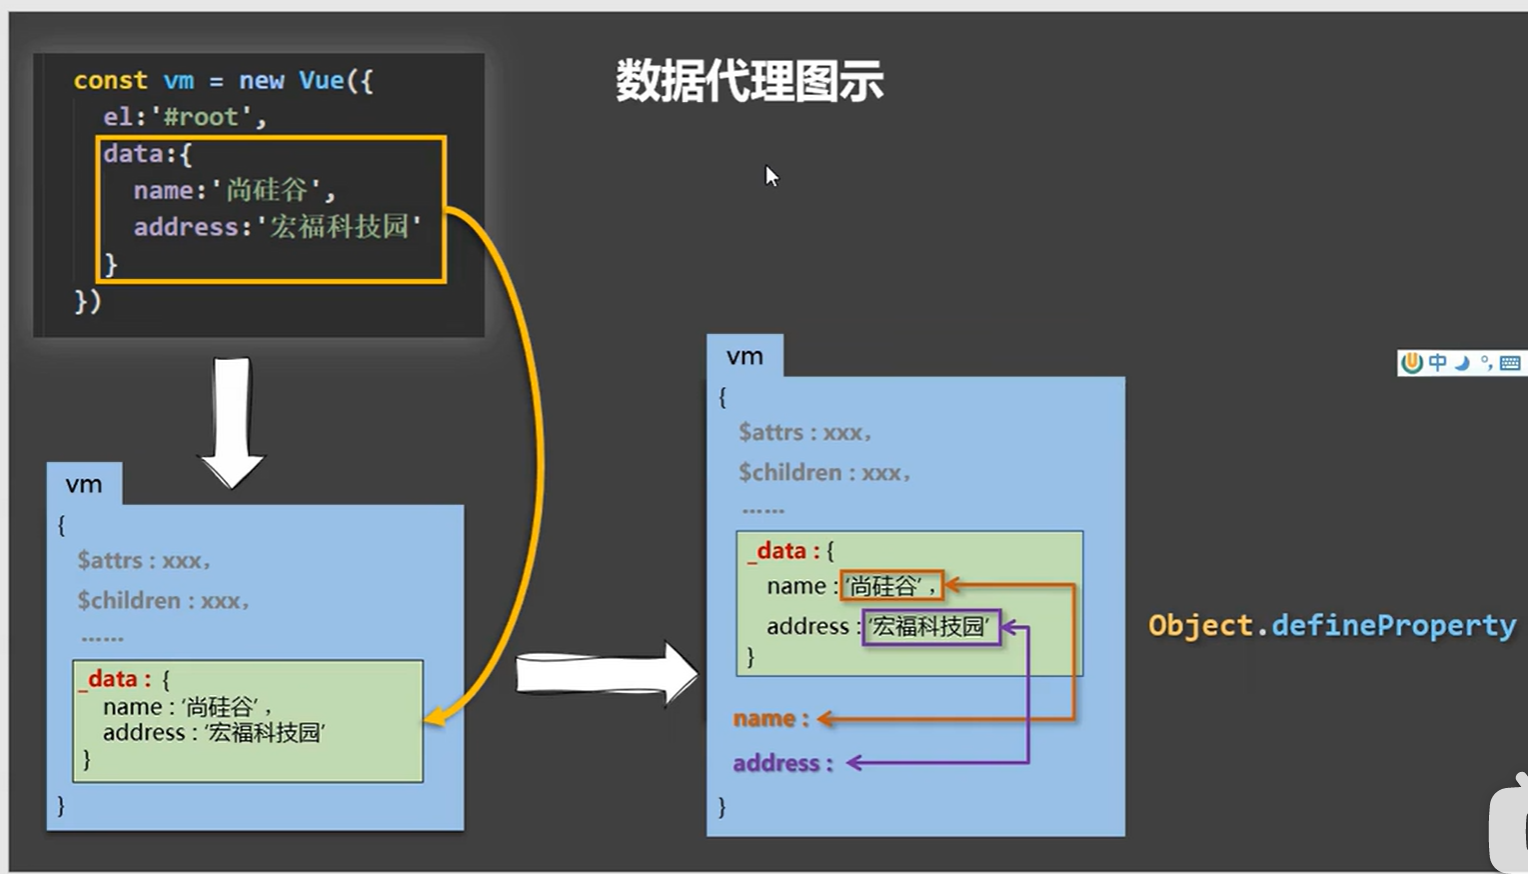 数据代理图示
const vm = new Vue({
el:'#root',
data:{
name:'尚硅谷',
address:'宏福科技园'
}
})
vm
{
$attrs : xxx，
$children : xxx，
……
_data : {
name : '尚硅谷' ，
address : '宏福科技园'
}
}
vm
{
$attrs : xxx，
$children : xxx，
……
_data : {
name : '尚硅谷' ，
address : '宏福科技园'
}
name :
address :
}
Object.defineProperty
中